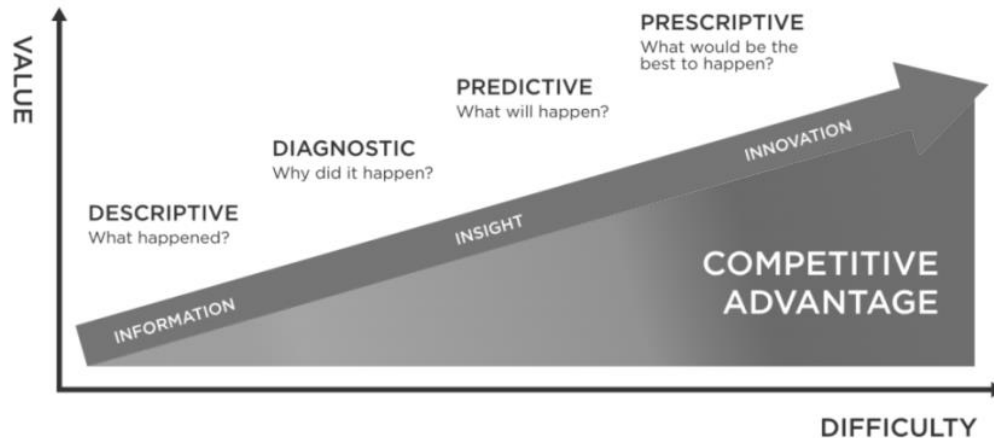 VALUE
PRESCRIPTIVE
What would be the
best to happen?
PREDICTIVE
What will happen?
DIAGNOSTIC
Why did it happen?
DESCRIPTIVE
What happened?
INFORMATION
INSIGHT
INNOVATION
COMPETITIVE
ADVANTAGE
DIFFICULTY